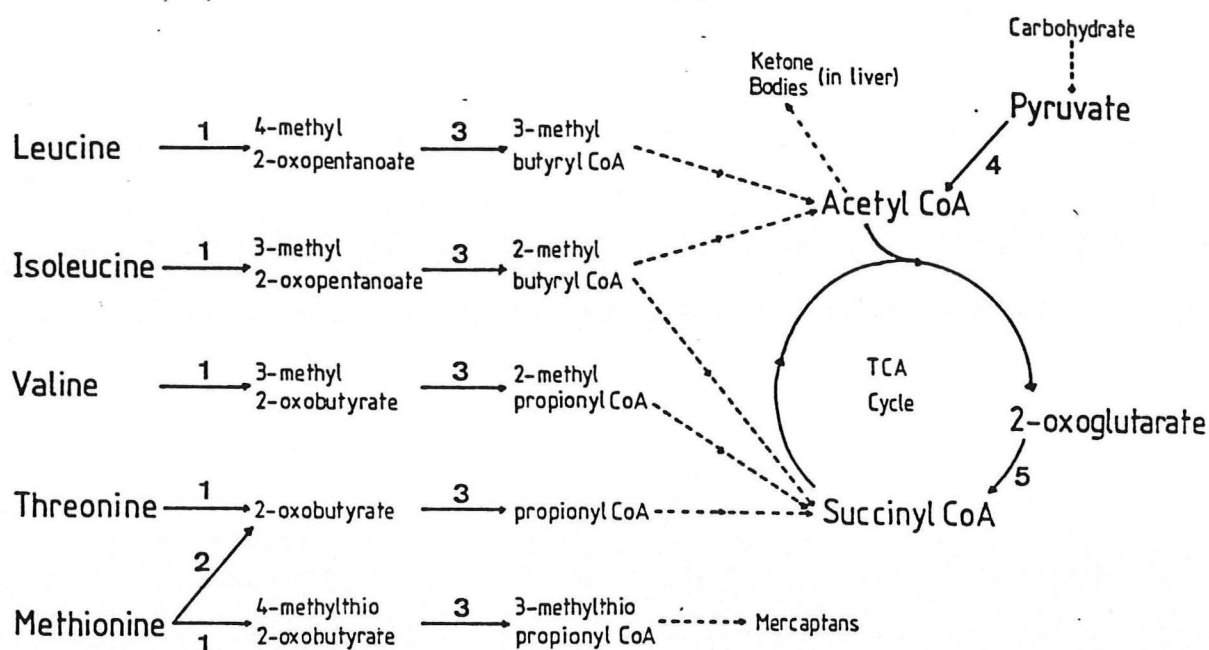 Carbohydrate
Ketone
Bodies (in liver)
Pyruvate
4
Acetyl CoA
Leucine
1
4-methyl
2-oxopentanoate
3
3-methyl
butyryl CoA
Isoleucine
1
3-methyl
2-oxopentanoate
3
2-methyl
butyryl CoA
Valine
1
3-methyl
2-oxobutyrate
3
2-methyl
propionyl CoA
TCA
Cycle
2-oxoglutarate
5
Succinyl CoA
Threonine
1
2-oxobutyrate
3
propionyl CoA
2
Methionine
1
4-methylthio
2-oxobutyrate
3
3-methylthio
propionyl CoA
Mercaptans